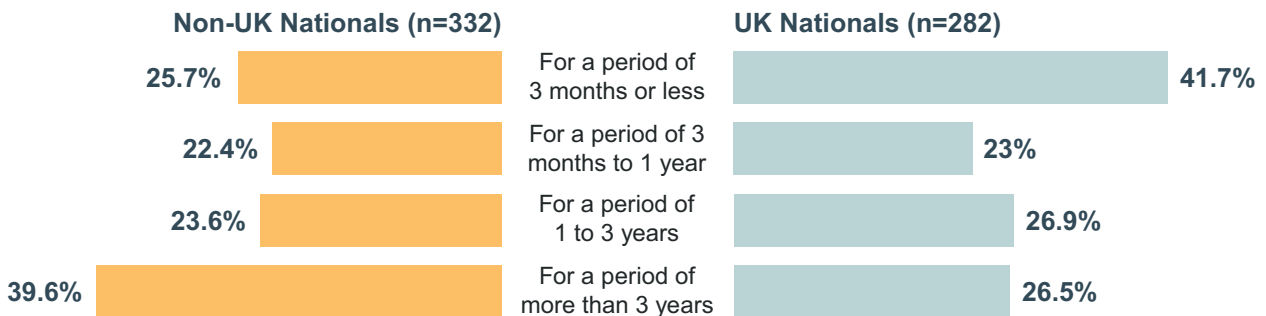 Non-UK Nationals (n=332)
UK Nationals (n=282)
25.7%
For a period of
3 months or less
41.7%
22.4%
For a period of 3
months to 1 year
23%
23.6%
For a period of
1 to 3 years
26.9%
39.6%
For a period of
more than 3 years
26.5%